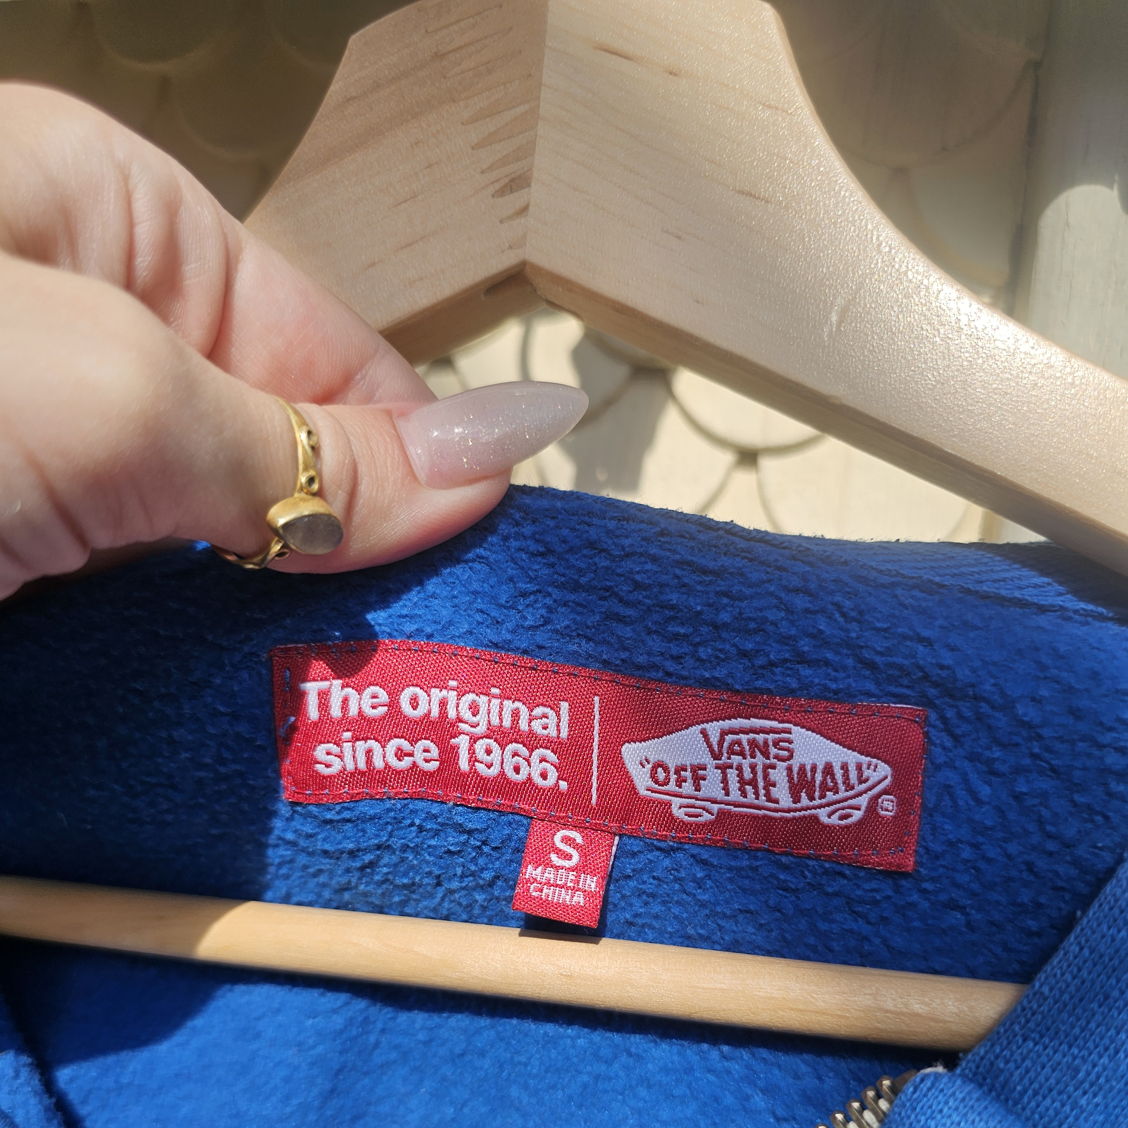 The original
since 1966.
VANS
"OFF THE WALL"
®
S
MADE IN
CHINA